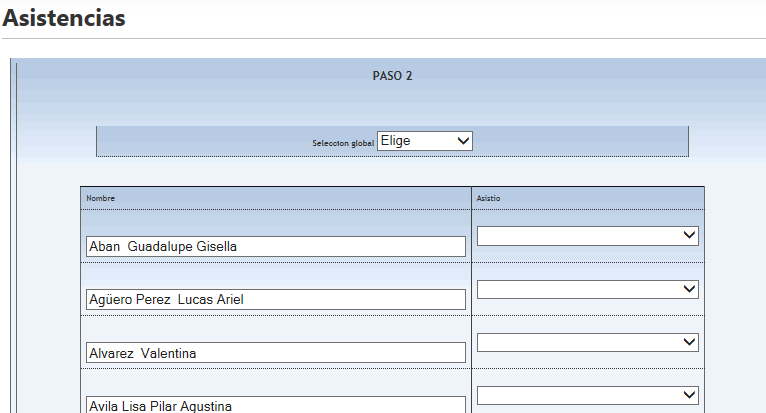 Asistencias
PASO 2
Seleccion global Elige
Nombre Asistio
Aban  Guadalupe Gisella
Agüero Perez  Lucas Ariel
Alvarez  Valentina
Avila Lisa Pilar Agustina